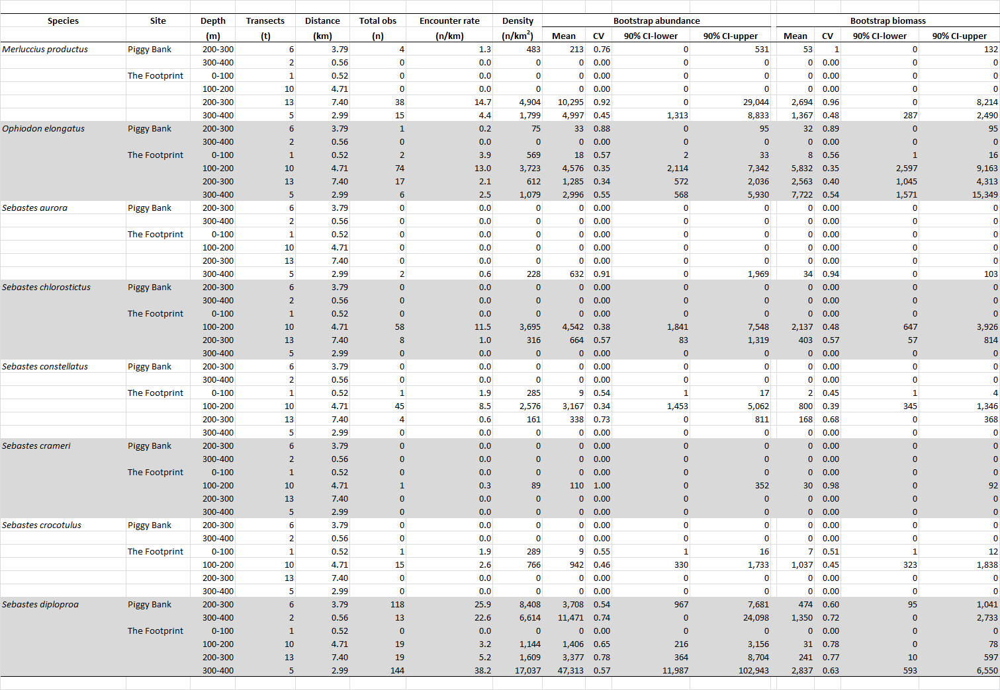 Species Site Depth Transects Distance Total obs Encounter rate Density Bootstrap abundance Bootstrap biomass
(m) (t) (km) (n) (n/km) (n/km²) Mean CV 90% CI-lower 90% CI-upper Mean CV 90% CI-lower 90% CI-upper
Merluccius productus Piggy Bank 200-300 6 3.79 4 1.3 483 213 0.76 0 531 53 1 0 132
300-400 2 0.56 0 0.0 0 0 0.00 0 0 0 0.00 0 0
The Footprint 0-100 1 0.52 0 0.0 0 0 0.00 0 0 0 0.00 0 0
100-200 10 4.71 0 0.0 0 0 0.00 0 0 0 0.00 0 0
200-300 13 7.40 38 14.7 4,904 10,295 0.92 0 29,044 2,694 0.96 0 8,214
300-400 5 2.99 15 4.4 1,799 4,997 0.45 1,313 8,833 1,367 0.48 287 2,490
Ophiodon elongatus Piggy Bank 200-300 6 3.79 1 0.2 75 33 0.88 0 95 32 0.89 0 95
300-400 2 0.56 0 0.0 0 0 0.00 0 0 0 0.00 0 0
The Footprint 0-100 1 0.52 2 3.9 569 18 0.57 2 33 8 0.56 1 16
100-200 10 4.71 74 13.0 3,723 4,576 0.35 2,114 7,342 5,832 0.35 2,597 9,163
200-300 13 7.40 17 2.1 612 1,285 0.34 572 2,036 2,563 0.40 1,045 4,313
300-400 5 2.99 6 2.5 1,079 2,996 0.55 568 5,930 7,722 0.54 1,571 15,349
Sebastes aurora Piggy Bank 200-300 6 3.79 0 0.0 0 0 0.00 0 0 0 0.00 0 0
300-400 2 0.56 0 0.0 0 0 0.00 0 0 0 0.00 0 0
The Footprint 0-100 1 0.52 0 0.0 0 0 0.00 0 0 0 0.00 0 0
100-200 10 4.71 0 0.0 0 0 0.00 0 0 0 0.00 0 0
200-300 13 7.40 0 0.0 0 0 0.00 0 0 0 0.00 0 0
300-400 5 2.99 2 0.6 228 632 0.91 0 1,969 34 0.94 0 103
Sebastes chlorostictus Piggy Bank 200-300 6 3.79 0 0.0 0 0 0.00 0 0 0 0.00 0 0
300-400 2 0.56 0 0.0 0 0 0.00 0 0 0 0.00 0 0
The Footprint 0-100 1 0.52 0 0.0 0 0 0.00 0 0 0 0.00 0 0
100-200 10 4.71 58 11.5 3,695 4,542 0.38 1,841 7,548 2,137 0.48 647 3,926
200-300 13 7.40 8 1.0 316 664 0.57 83 1,319 403 0.57 57 814
300-400 5 2.99 0 0.0 0 0 0.00 0 0 0 0.00 0 0
Sebastes constellatus Piggy Bank 200-300 6 3.79 0 0.0 0 0 0.00 0 0 0 0.00 0 0
300-400 2 0.56 0 0.0 0 0 0.00 0 0 0 0.00 0 0
The Footprint 0-100 1 0.52 1 1.9 285 9 0.54 1 17 2 0.45 1 4
100-200 10 4.71 45 8.5 2,576 3,167 0.34 1,453 5,062 800 0.39 345 1,346
200-300 13 7.40 4 0.6 161 338 0.73 0 811 168 0.68 0 368
300-400 5 2.99 0 0.0 0 0 0.00 0 0 0 0.00 0 0
Sebastes crameri Piggy Bank 200-300 6 3.79 0 0.0 0 0 0.00 0 0 0 0.00 0 0
300-400 2 0.56 0 0.0 0 0 0.00 0 0 0 0.00 0 0
The Footprint 0-100 1 0.52 0 0.0 0 0 0.00 0 0 0 0.00 0 0
100-200 10 4.71 1 0.3 89 110 1.00 0 352 30 0.98 0 92
200-300 13 7.40 0 0.0 0 0 0.00 0 0 0 0.00 0 0
300-400 5 2.99 0 0.0 0 0 0.00 0 0 0 0.00 0 0
Sebastes crocotulus Piggy Bank 200-300 6 3.79 0 0.0 0 0 0.00 0 0 0 0.00 0 0
300-400 2 0.56 0 0.0 0 0 0.00 0 0 0 0.00 0 0
The Footprint 0-100 1 0.52 1 1.9 289 9 0.55 1 16 7 0.51 1 12
100-200 10 4.71 15 2.6 766 942 0.46 330 1,733 1,037 0.45 323 1,838
200-300 13 7.40 0 0.0 0 0 0.00 0 0 0 0.00 0 0
300-400 5 2.99 0 0.0 0 0 0.00 0 0 0 0.00 0 0
Sebastes diploproa Piggy Bank 200-300 6 3.79 118 25.9 8,408 3,708 0.54 967 7,681 474 0.60 95 1,041
300-400 2 0.56 13 22.6 6,614 11,471 0.74 0 24,098 1,350 0.72 0 2,733
The Footprint 0-100 1 0.52 0 0.0 0 0 0.00 0 0 0 0.00 0 0
100-200 10 4.71 19 3.2 1,144 1,406 0.65 216 3,156 31 0.78 0 78
200-300 13 7.40 19 5.2 1,609 3,377 0.78 364 8,704 241 0.77 10 597
300-400 5 2.99 144 38.2 17,037 47,313 0.57 11,987 102,943 2,837 0.63 593 6,550